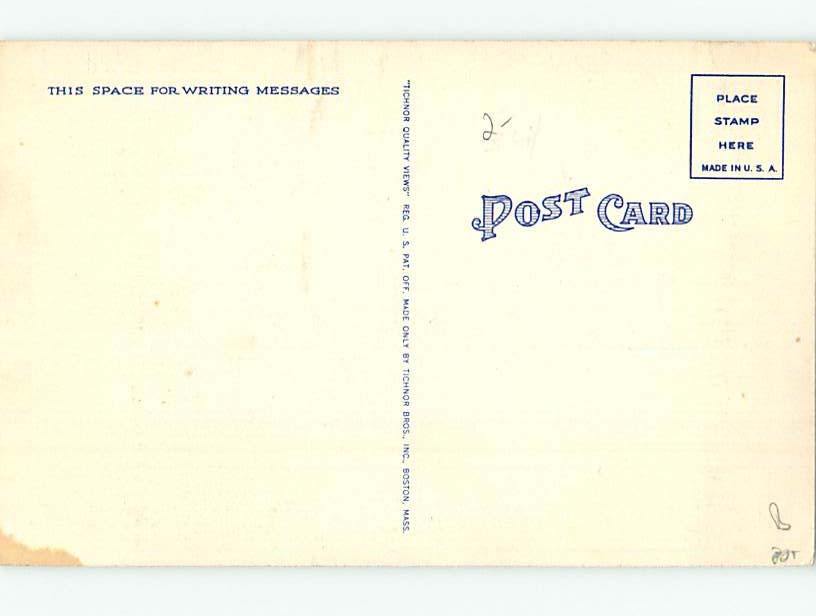 THIS SPACE FOR WRITING MESSAGES
"TICHNOR QUALITY VIEWS" REG. U. S. PAT. OFF. MADE ONLY BY TICHNOR BROS., INC., BOSTON, MASS.
2-
PLACE
STAMP
HERE
MADE IN U. S. A.
POST CARD
B